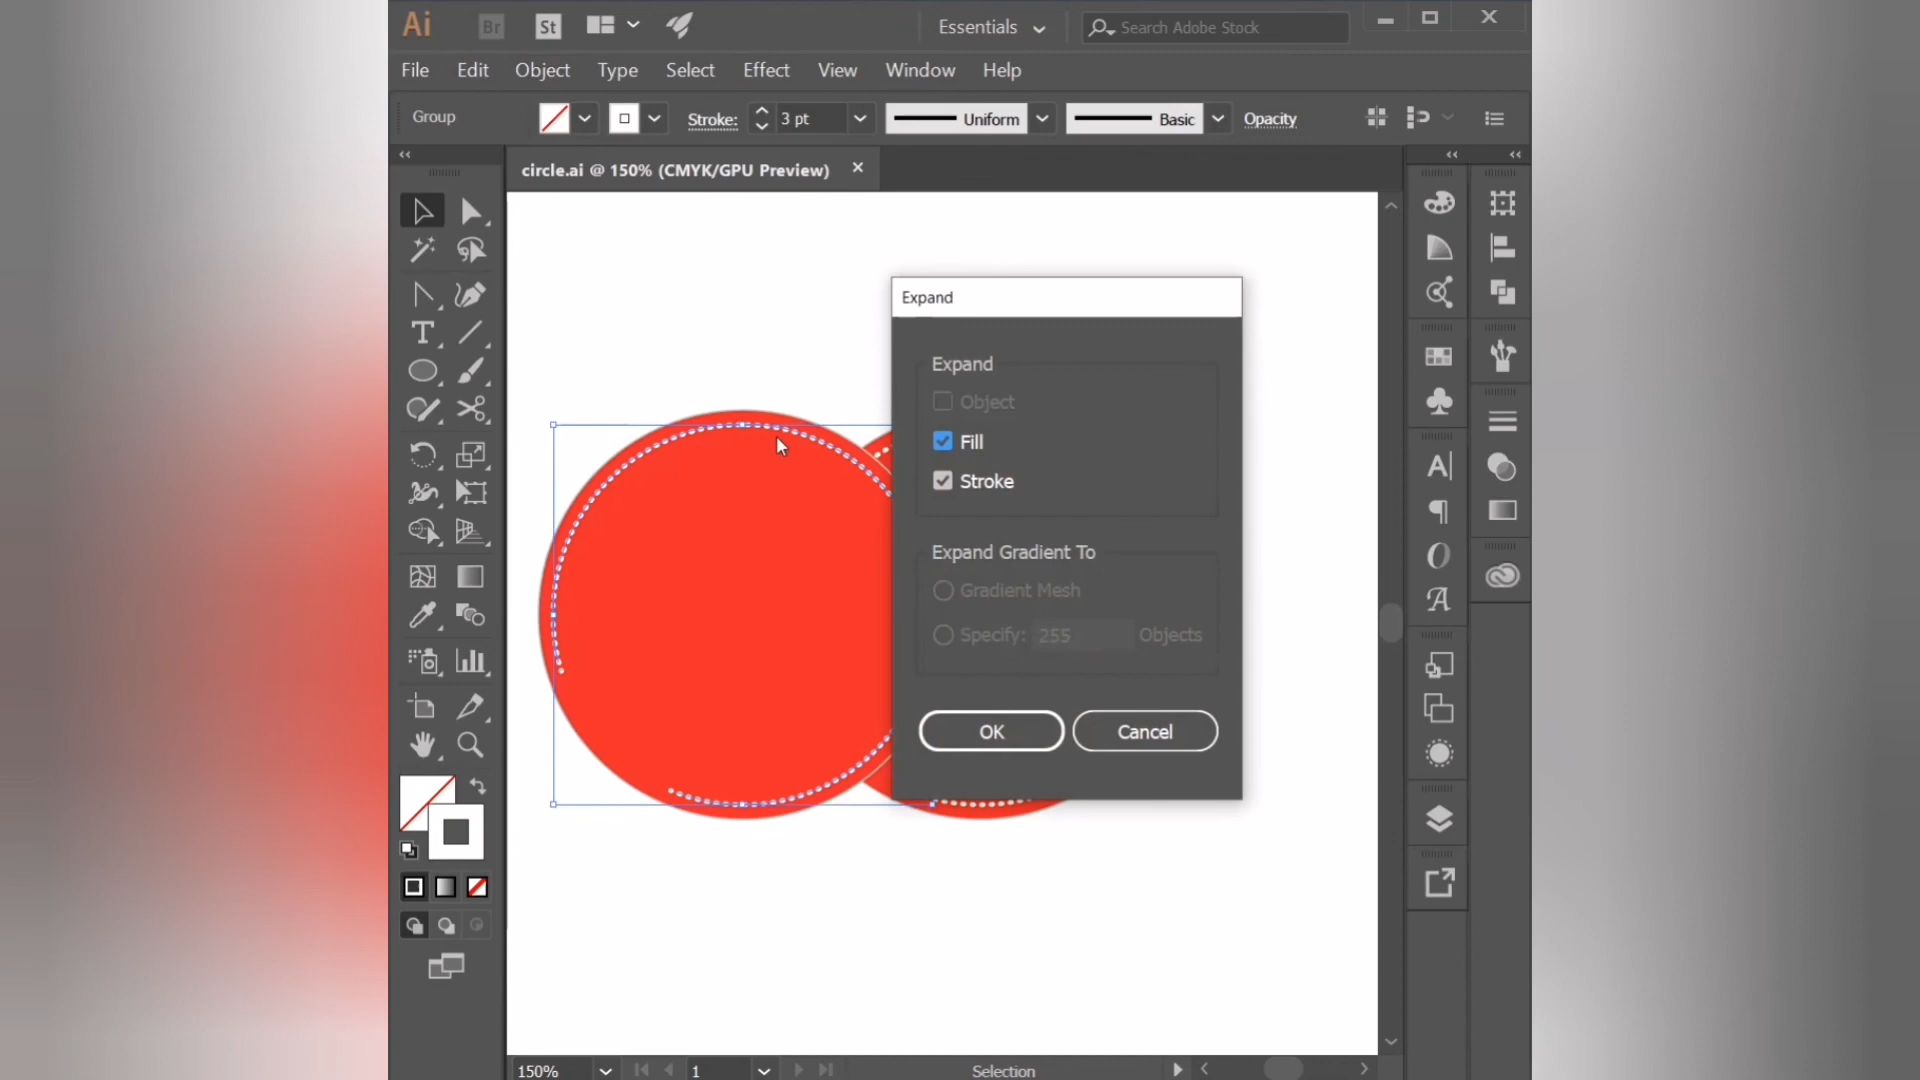 Ai Br St Essentials Search Adobe Stock
File Edit Object Type Select Effect View Window Help
Group Stroke: 3 pt Uniform Basic Opacity
circle.ai @ 150% (CMYK/GPU Preview)
Expand
Expand
Object
Fill
Stroke
Expand Gradient To
Gradient Mesh
Specify: 255 Objects
OK Cancel
150% 1 Selection